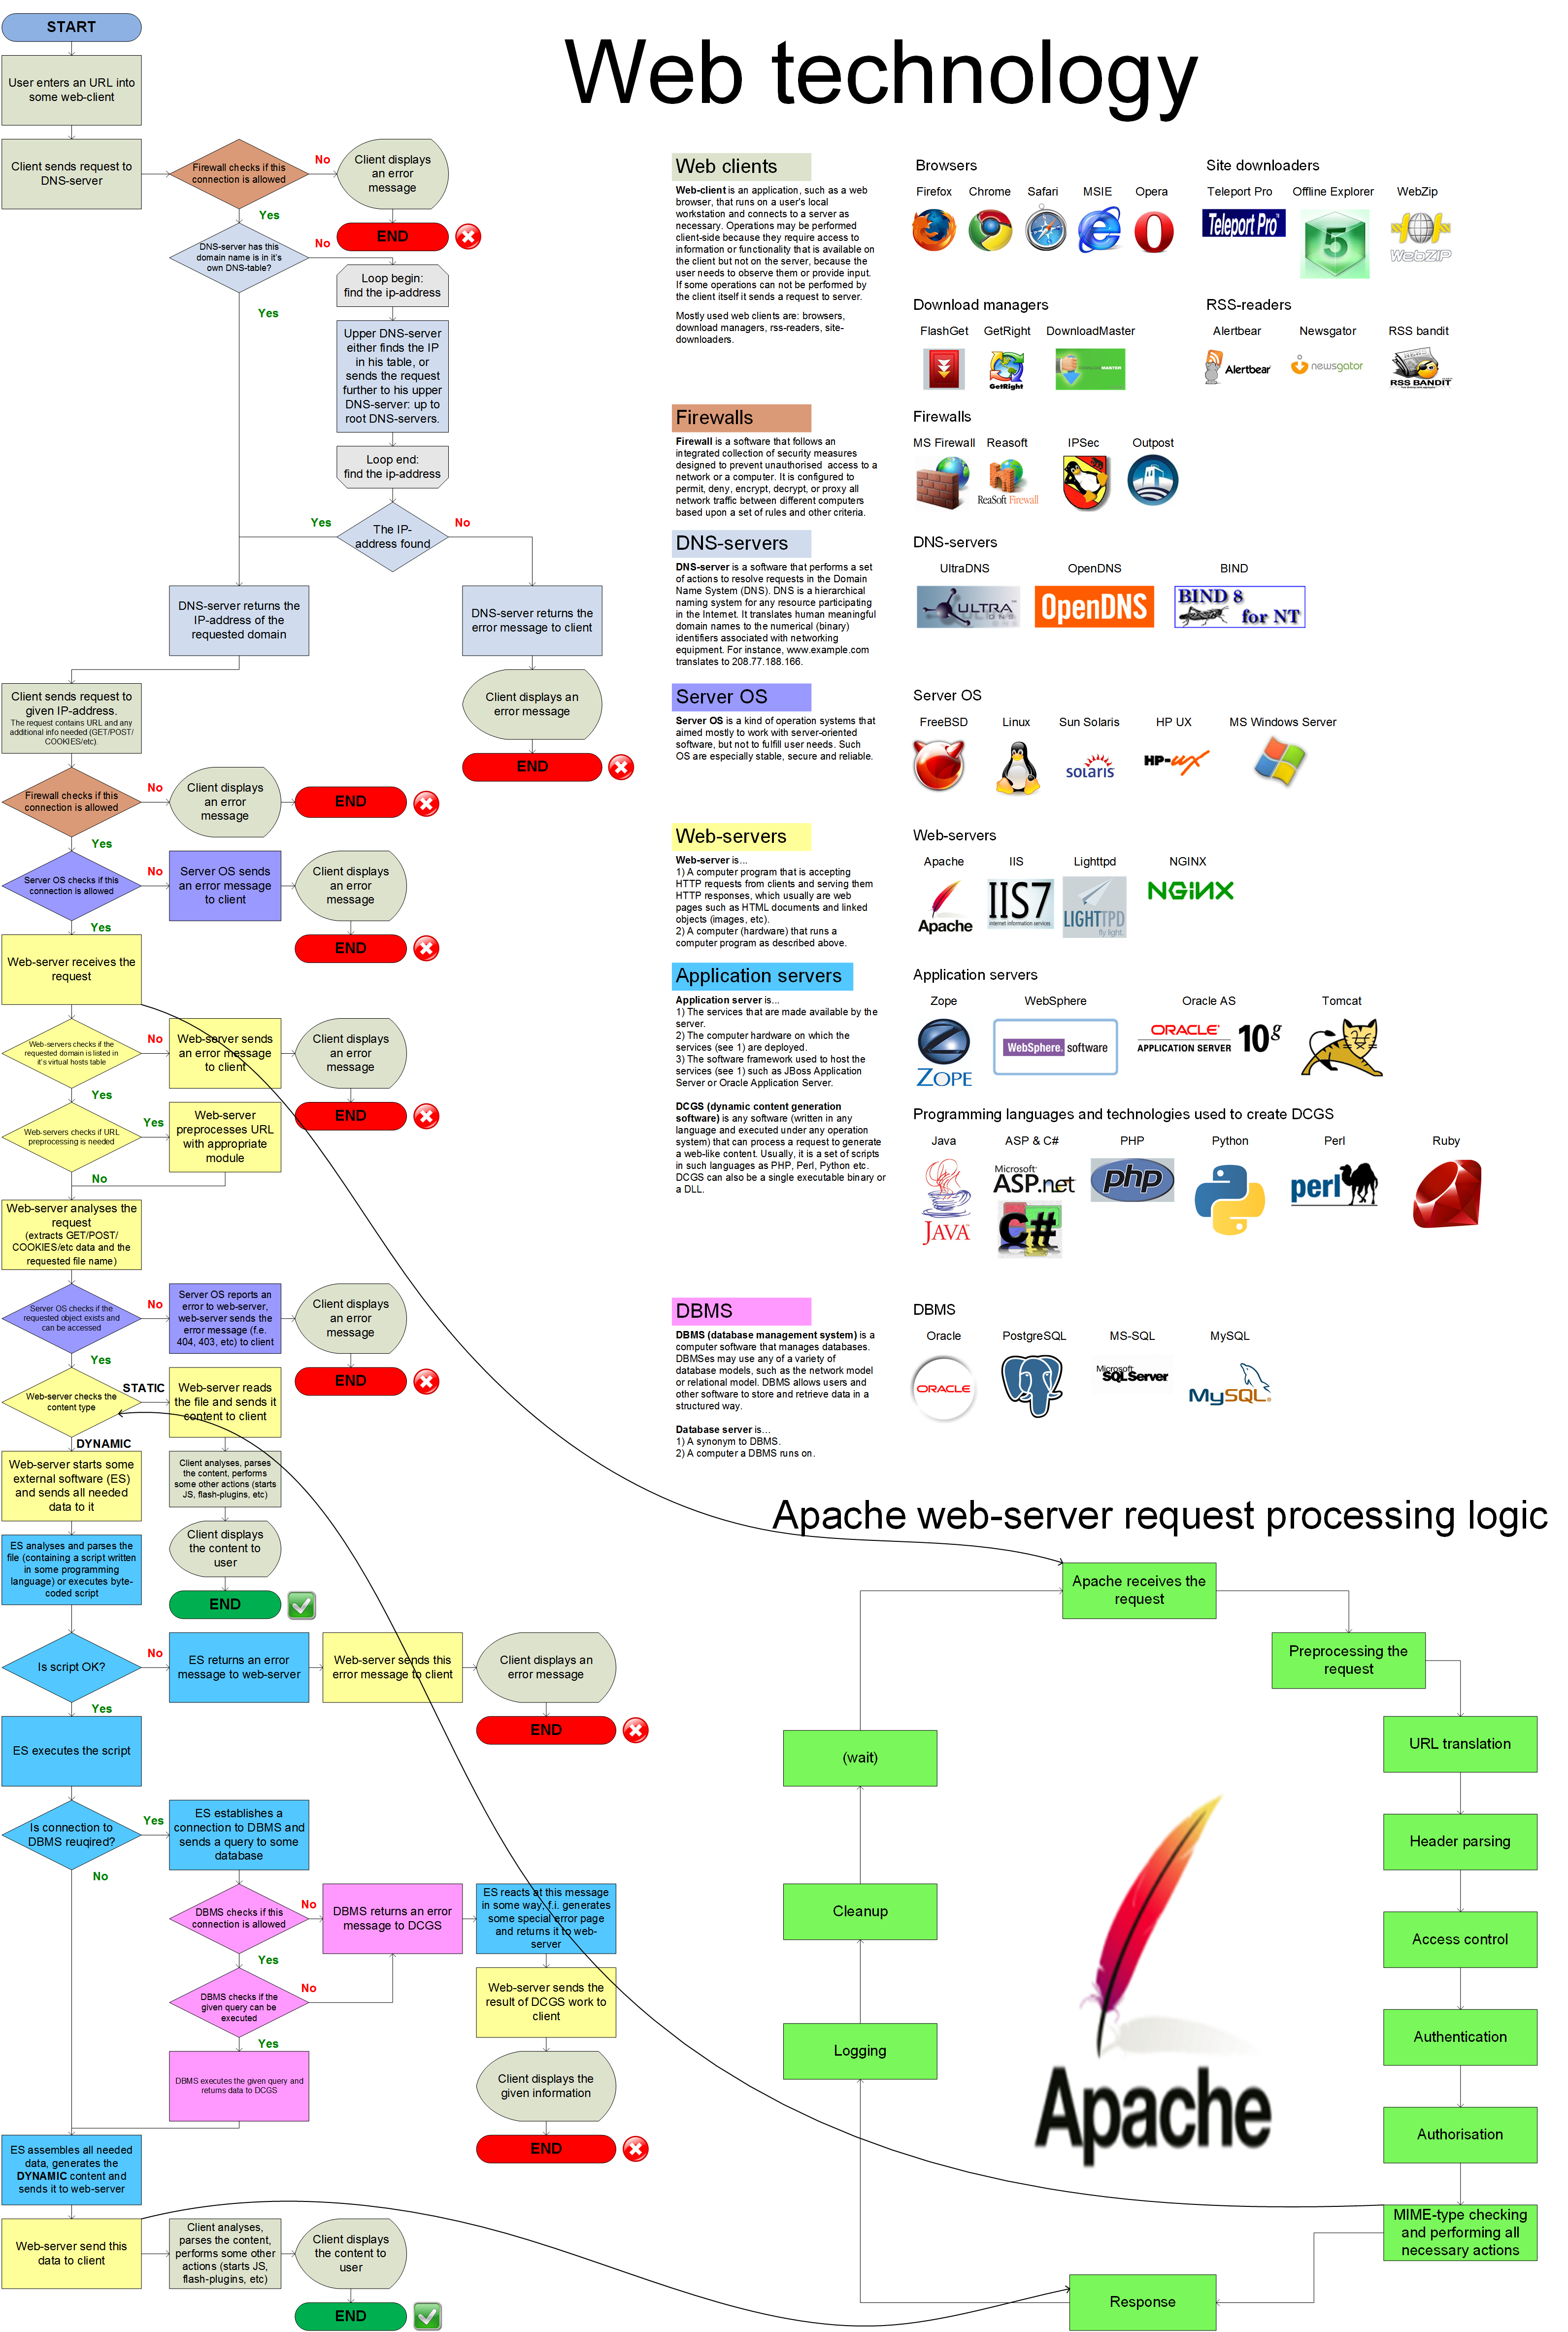 Web technology
START
User enters an URL into
some web-client
Client sends request to
DNS-server
Firewall checks if this
connection is allowed
No
Client displays
an error
message
Yes
END
DNS-server has this
domain name is in it's
own DNS-table?
No
Yes
Loop begin:
find the ip-address
Upper DNS-server
either finds the IP
in his table, or
sends the request
further to his upper
DNS-server: up to
root DNS-servers.
Loop end:
find the ip-address
Yes
The IP-
address found
No
DNS-server returns the
IP-address of the
requested domain
DNS-server returns the
error message to client
Client displays an
error message
END
Client sends request to
given IP-address.
The request contains URL and any
additional info needed (GET/POST/
COOKIES/etc).
Firewall checks if this
connection is allowed
No
Client displays
an error
message
END
Yes
Server OS checks if this
connection is allowed
No
Server OS sends
an error message
to client
Client displays
an error
message
END
Yes
Web-server receives the
request
Web-servers checks if the
requested domain is listed in
it's virtual hosts table
No
Web-server sends
an error message
to client
Client displays
an error
message
END
Yes
Web-servers checks if URL
preprocessing is needed
Yes
Web-server
preprocesses URL
with appropriate
module
No
Web-server analyses the
request
(extracts GET/POST/
COOKIES/etc data and the
requested file name)
Server OS checks if the
requested object exists and
can be accessed
No
Server OS reports an
error to web-server,
web-server sends the
error message (f.e.
404, 403, etc) to client
Client displays
an error
message
END
Yes
Web-server checks the
content type
STATIC
Web-server reads
the file and sends it
content to client
Client analyses, parses
the content, performs
some other actions (starts
JS, flash-plugins, etc)
Client displays
the content to
user
END
DYNAMIC
Web-server starts some
external software (ES)
and sends all needed
data to it
ES analyses and parses the
file (containing a script written
in some programming
language) or executes byte-
coded script
Is script OK?
No
ES returns an error
message to web-server
Web-server sends this
error message to client
Client displays an
error message
END
Yes
ES executes the script
Is connection to
DBMS reuqired?
Yes
ES establishes a
connection to DBMS and
sends a query to some
database
No
DBMS checks if this
connection is allowed
No
DBMS returns an error
message to DCGS
ES reacts at this message
in some way, f.i. generates
some special error page
and returns it to web-
server
Yes
DBMS checks if the
given query can be
executed
No
Web-server sends the
result of DCGS work to
client
Yes
DBMS executes the given query and
returns data to DCGS
Client displays the
given information
END
ES assembles all needed
data, generates the
DYNAMIC content and
sends it to web-server
Web-server send this
data to client
Client analyses,
parses the content,
performs some other
actions (starts JS,
flash-plugins, etc)
Client displays
the content to
user
END
Web clients
Web-client is an application, such as a web
browser, that runs on a user's local
workstation and connects to a server as
necessary. Operations may be performed
client-side because they require access to
information or functionality that is available on
the client but not on the server, because the
user needs to observe them or provide input.
If some operations can not be performed by
the client itself it sends a request to server.
Mostly used web clients are: browsers,
download managers, rss-readers, site-
downloaders.
Browsers
Firefox Chrome Safari MSIE Opera
Site downloaders
Teleport Pro Offline Explorer WebZip
Teleport Pro
5
WebZIP
Download managers
FlashGet GetRight DownloadMaster
GetRight
RSS-readers
Alertbear Newsgator RSS bandit
Alertbear
newsgator
RSS BANDIT
Firewalls
Firewall is a software that follows an
integrated collection of security measures
designed to prevent unauthorised access to a
network or a computer. It is configured to
permit, deny, encrypt, decrypt, or proxy all
network traffic between different computers
based upon a set of rules and other criteria.
Firewalls
MS Firewall Reasoft IPSec Outpost
ReaSoft Firewall
DNS-servers
DNS-server is a software that performs a set
of actions to resolve requests in the Domain
Name System (DNS). DNS is a hierarchical
naming system for any resource participating
in the Internet. It translates human meaningful
domain names to the numerical (binary)
identifiers associated with networking
equipment. For instance, www.example.com
translates to 208.77.188.166.
DNS-servers
UltraDNS OpenDNS BIND
ULTRA
DNS
OpenDNS
BIND 8
for NT
Server OS
Server OS is a kind of operation systems that
aimed mostly to work with server-oriented
software, but not to fulfill user needs. Such
OS are especially stable, secure and reliable.
Server OS
FreeBSD Linux Sun Solaris HP UX MS Windows Server
solaris
HP-UX
Web-servers
Web-server is...
1) A computer program that is accepting
HTTP requests from clients and serving them
HTTP responses, which usually are web
pages such as HTML documents and linked
objects (images, etc).
2) A computer (hardware) that runs a
computer program as described above.
Web-servers
Apache IIS Lighttpd NGINX
Apache
IIS7
internet information services
LIGHTTPD
fly light.
NGINX
Application servers
Application server is...
1) The services that are made available by the
server.
2) The computer hardware on which the
services (see 1) are deployed.
3) The software framework used to host the
services (see 1) such as JBoss Application
Server or Oracle Application Server.
DCGS (dynamic content generation
software) is any software (written in any
language and executed under any operation
system) that can process a request to generate
a web-like content. Usually, it is a set of scripts
in such languages as PHP, Perl, Python etc.
DCGS can also be a single executable binary or
a DLL.
Application servers
Zope WebSphere Oracle AS Tomcat
ZOPE
WebSphere. software
ORACLE
APPLICATION SERVER
10g
Programming languages and technologies used to create DCGS
Java ASP & C# PHP Python Perl Ruby
JAVA
Microsoft
ASP.net
C#
php
perl
DBMS
DBMS (database management system) is a
computer software that manages databases.
DBMSes may use any of a variety of
database models, such as the network model
or relational model. DBMS allows users and
other software to store and retrieve data in a
structured way.
Database server is...
1) A synonym to DBMS.
2) A computer a DBMS runs on.
DBMS
Oracle PostgreSQL MS-SQL MySQL
ORACLE
Microsoft
SQL Server
MySQL
Apache web-server request processing logic
Apache receives the
request
Preprocessing the
request
URL translation
Header parsing
Access control
Authentication
Authorisation
MIME-type checking
and performing all
necessary actions
Response
Logging
Cleanup
(wait)
Apache